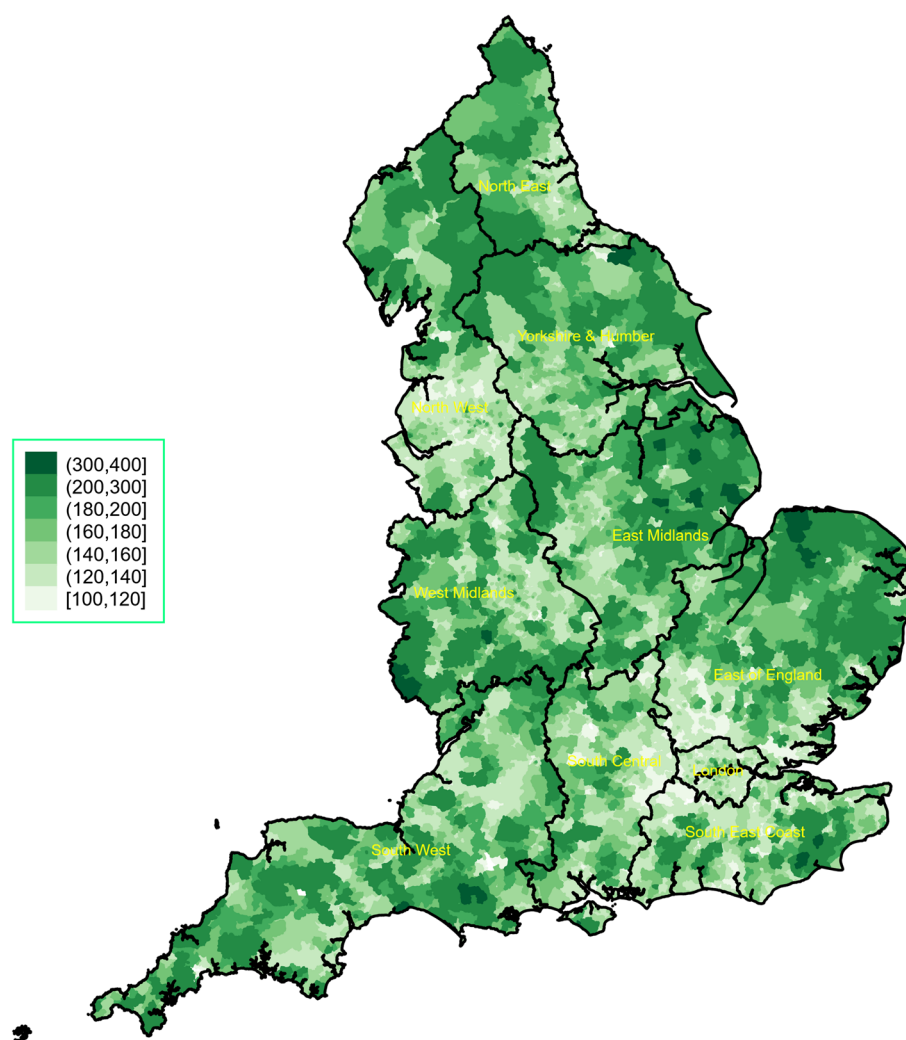 North East
Yorkshire & Humber
North West
(300,400]
(200,300]
(180,200]
(160,180]
(140,160]
(120,140]
[100,120]
East Midlands
West Midlands
East of England
South Central
London
South East Coast
South West